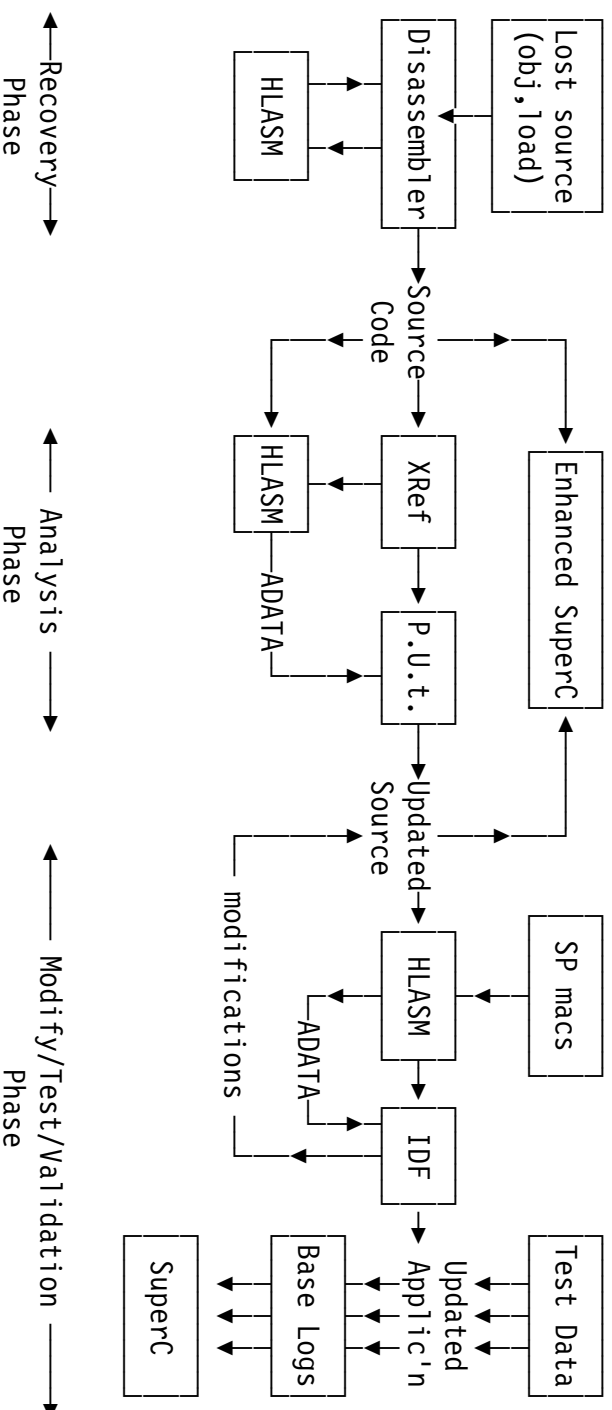 Lost source
(obj,load)
Disassembler
HLASM
Recovery
Phase
Source
Code
Enhanced SuperC
XRef
HLASM
ADATA
P.U.t.
Analysis
Phase
Updated
Source
modifications
SP macs
HLASM
ADATA
IDF
Test Data
Updated
Applic'n
Base Logs
SuperC
Modify/Test/Validation
Phase